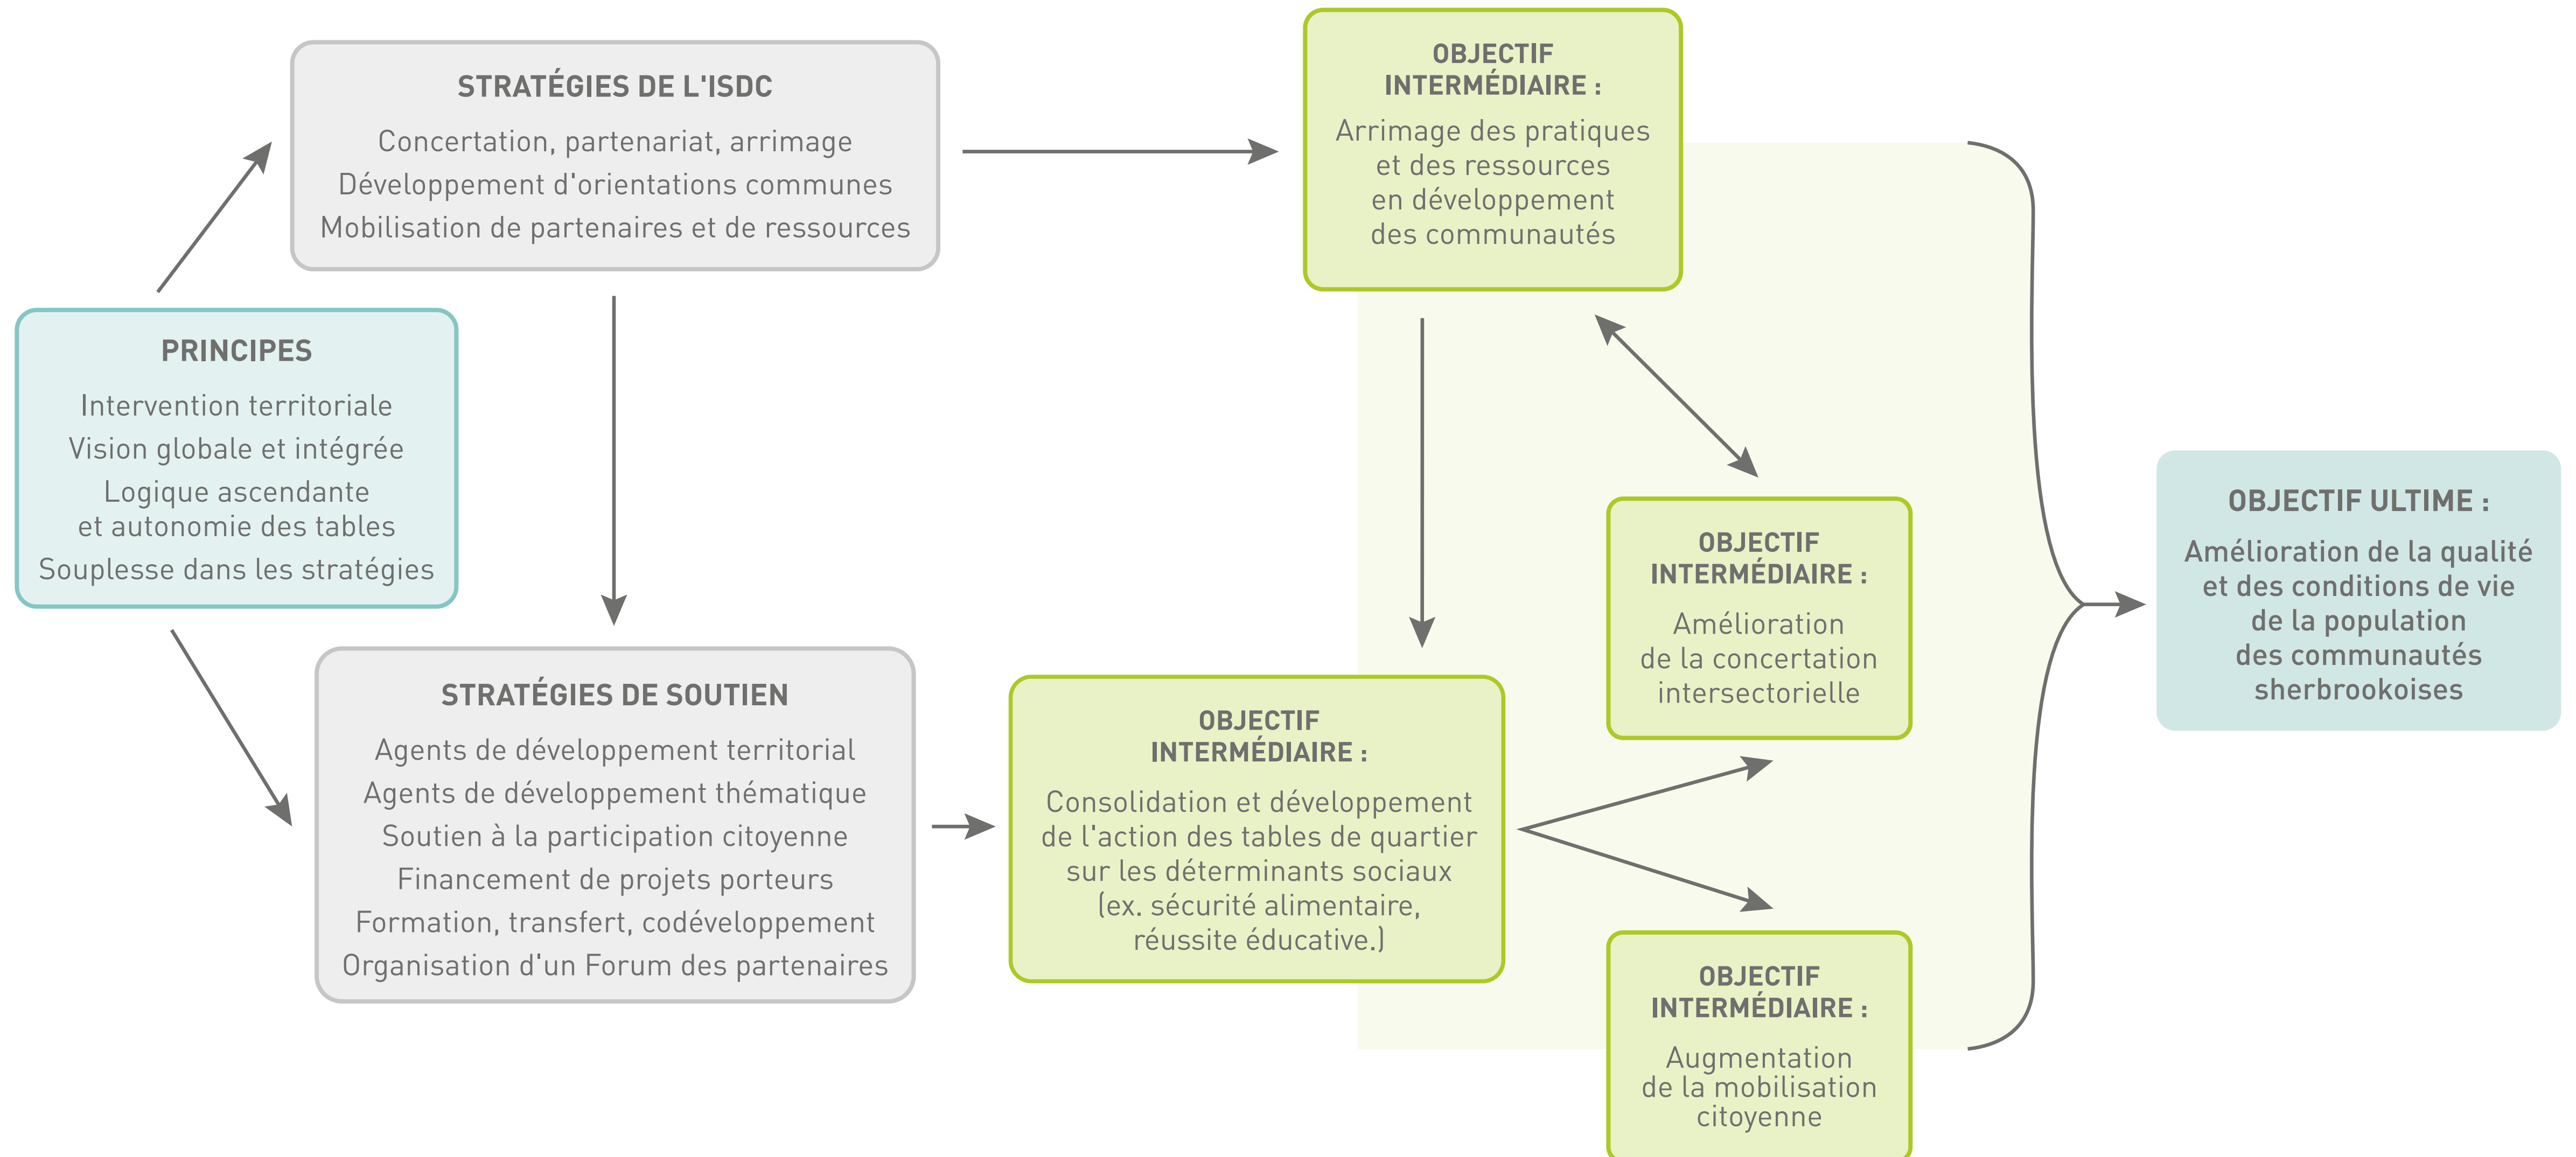 PRINCIPES
Intervention territoriale
Vision globale et intégrée
Logique ascendante
et autonomie des tables
Souplesse dans les stratégies
STRATÉGIES DE L'ISDC
Concertation, partenariat, arrimage
Développement d'orientations communes
Mobilisation de partenaires et de ressources
STRATÉGIES DE SOUTIEN
Agents de développement territorial
Agents de développement thématique
Soutien à la participation citoyenne
Financement de projets porteurs
Formation, transfert, codéveloppement
Organisation d'un Forum des partenaires
OBJECTIF
INTERMÉDIAIRE :
Arrimage des pratiques
et des ressources
en développement
des communautés
OBJECTIF
INTERMÉDIAIRE :
Consolidation et développement
de l'action des tables de quartier
sur les déterminants sociaux
(ex. sécurité alimentaire,
réussite éducative.)
OBJECTIF
INTERMÉDIAIRE :
Amélioration
de la concertation
intersectorielle
OBJECTIF
INTERMÉDIAIRE :
Augmentation
de la mobilisation
citoyenne
OBJECTIF ULTIME :
Amélioration de la qualité
et des conditions de vie
de la population
des communautés
sherbrookoises